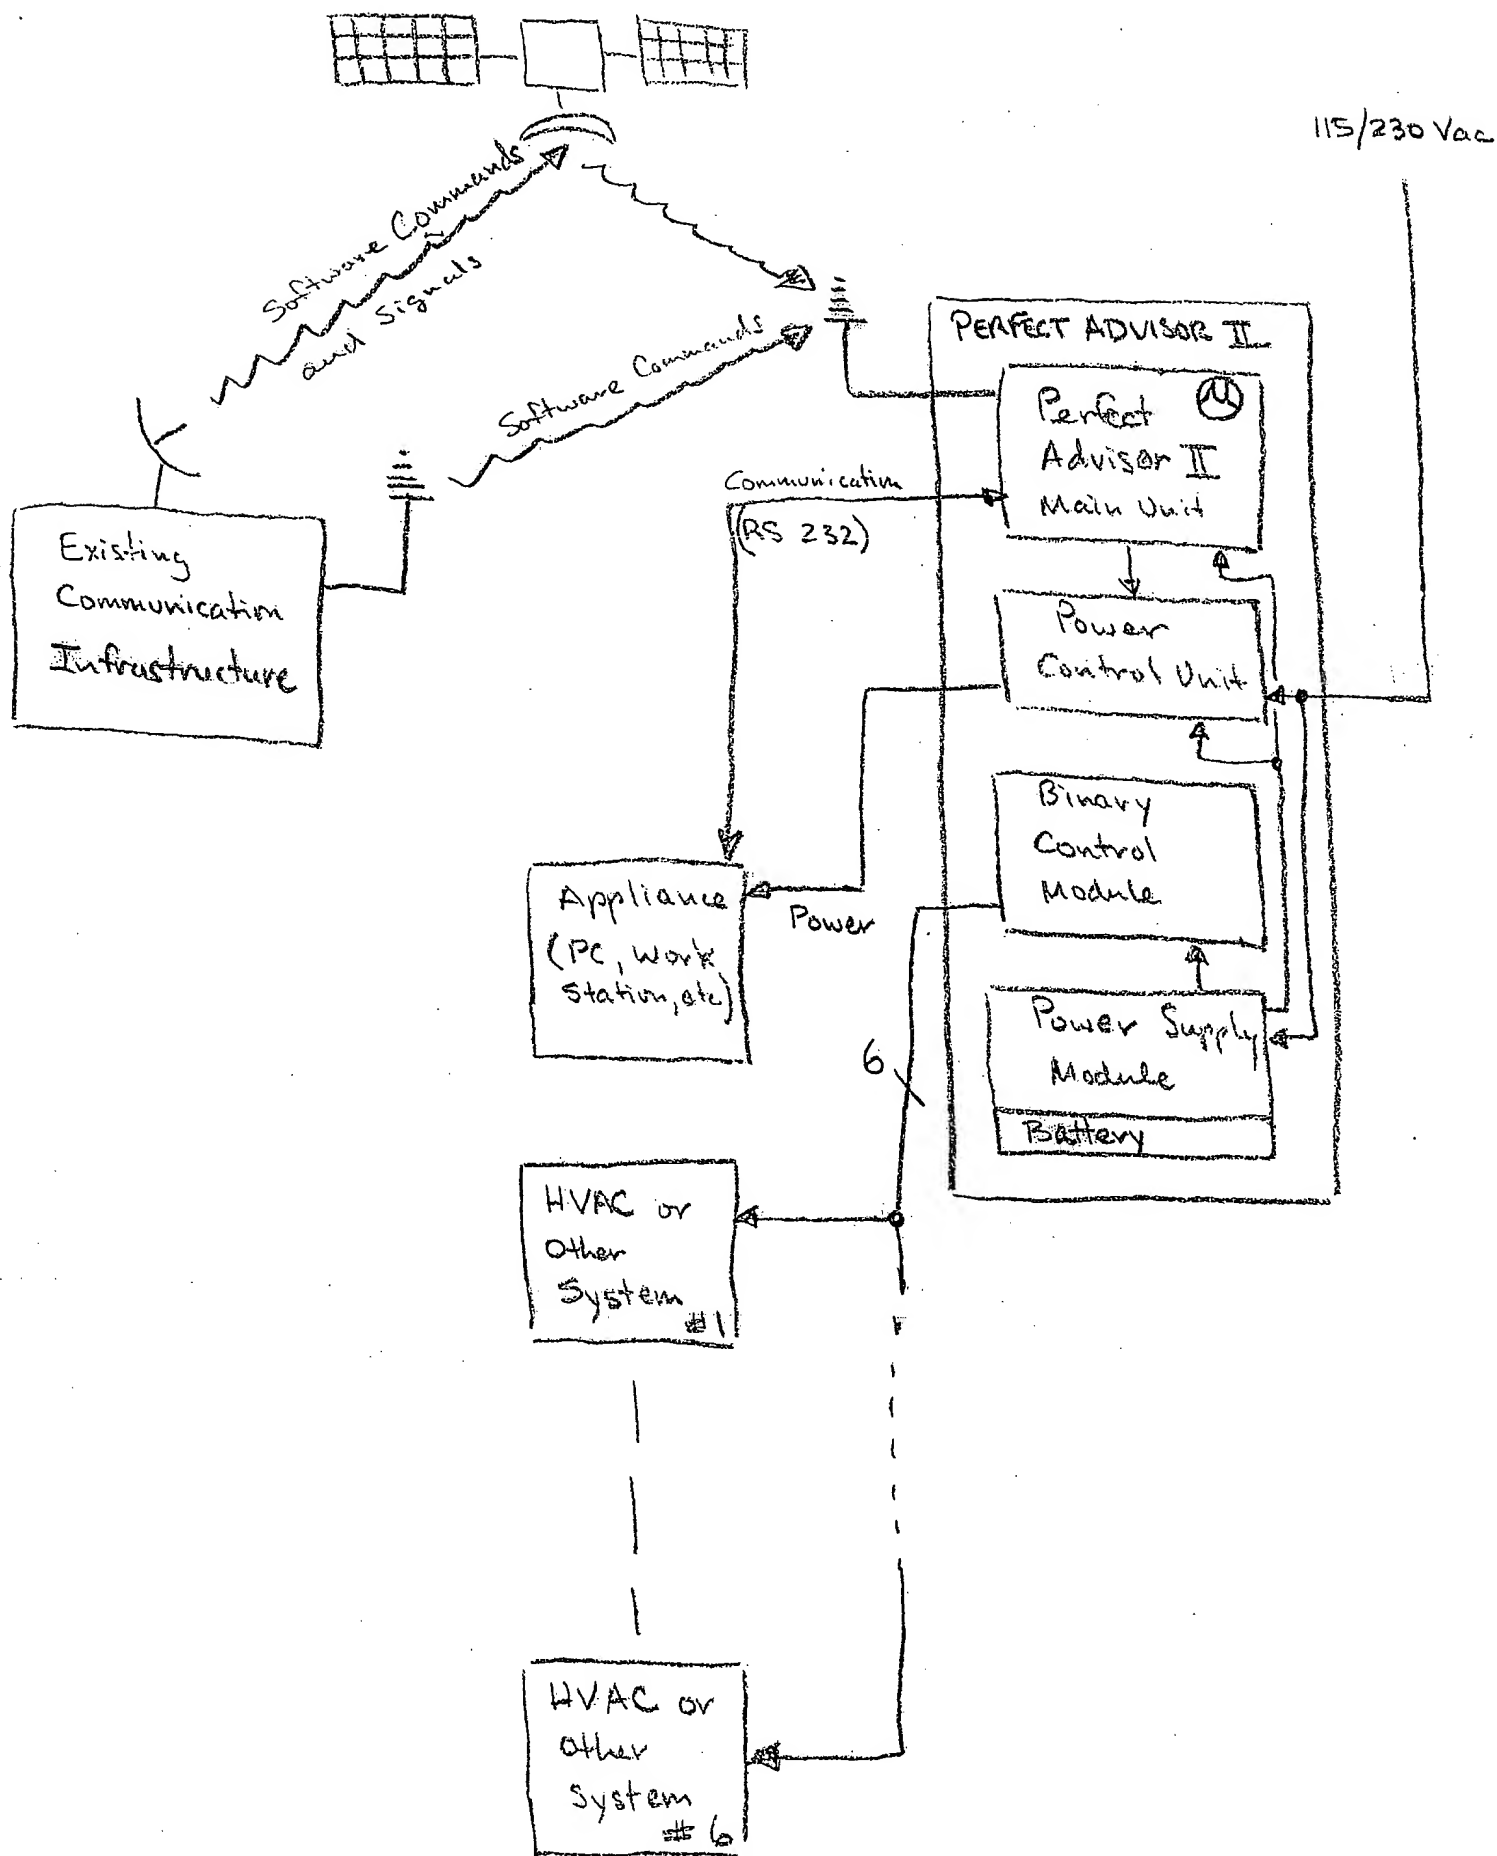 115/230 Vac
Software Commands
and Signals
Software Commands
PERFECT ADVISOR II
Perfect
Advisor II
Main Unit
Communication
(RS 232)
Existing
Communication
Infrastructure
Power
Control Unit
Binary
Control
Module
Appliance
(PC, Work
Station, etc)
Power
Power Supply
Module
Battery
6
HVAC or
Other
System
#1
HVAC or
Other
System
# 6